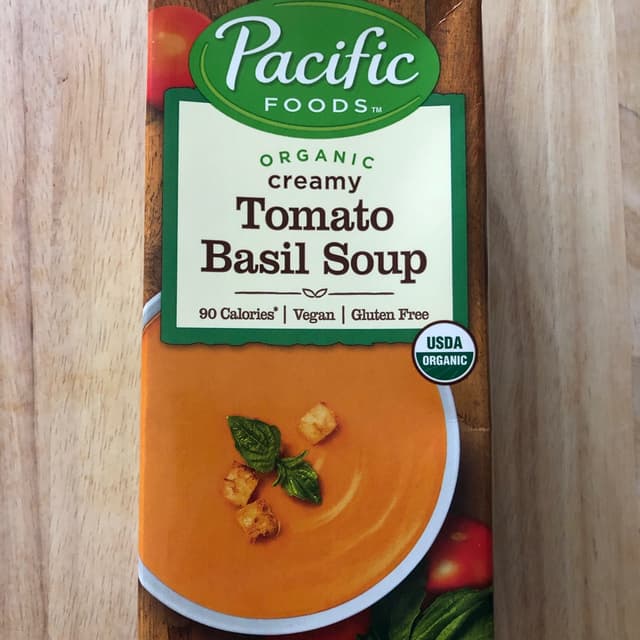 Pacific
FOODS™
ORGANIC
creamy
Tomato
Basil Soup
90 Calories* | Vegan | Gluten Free
USDA
ORGANIC